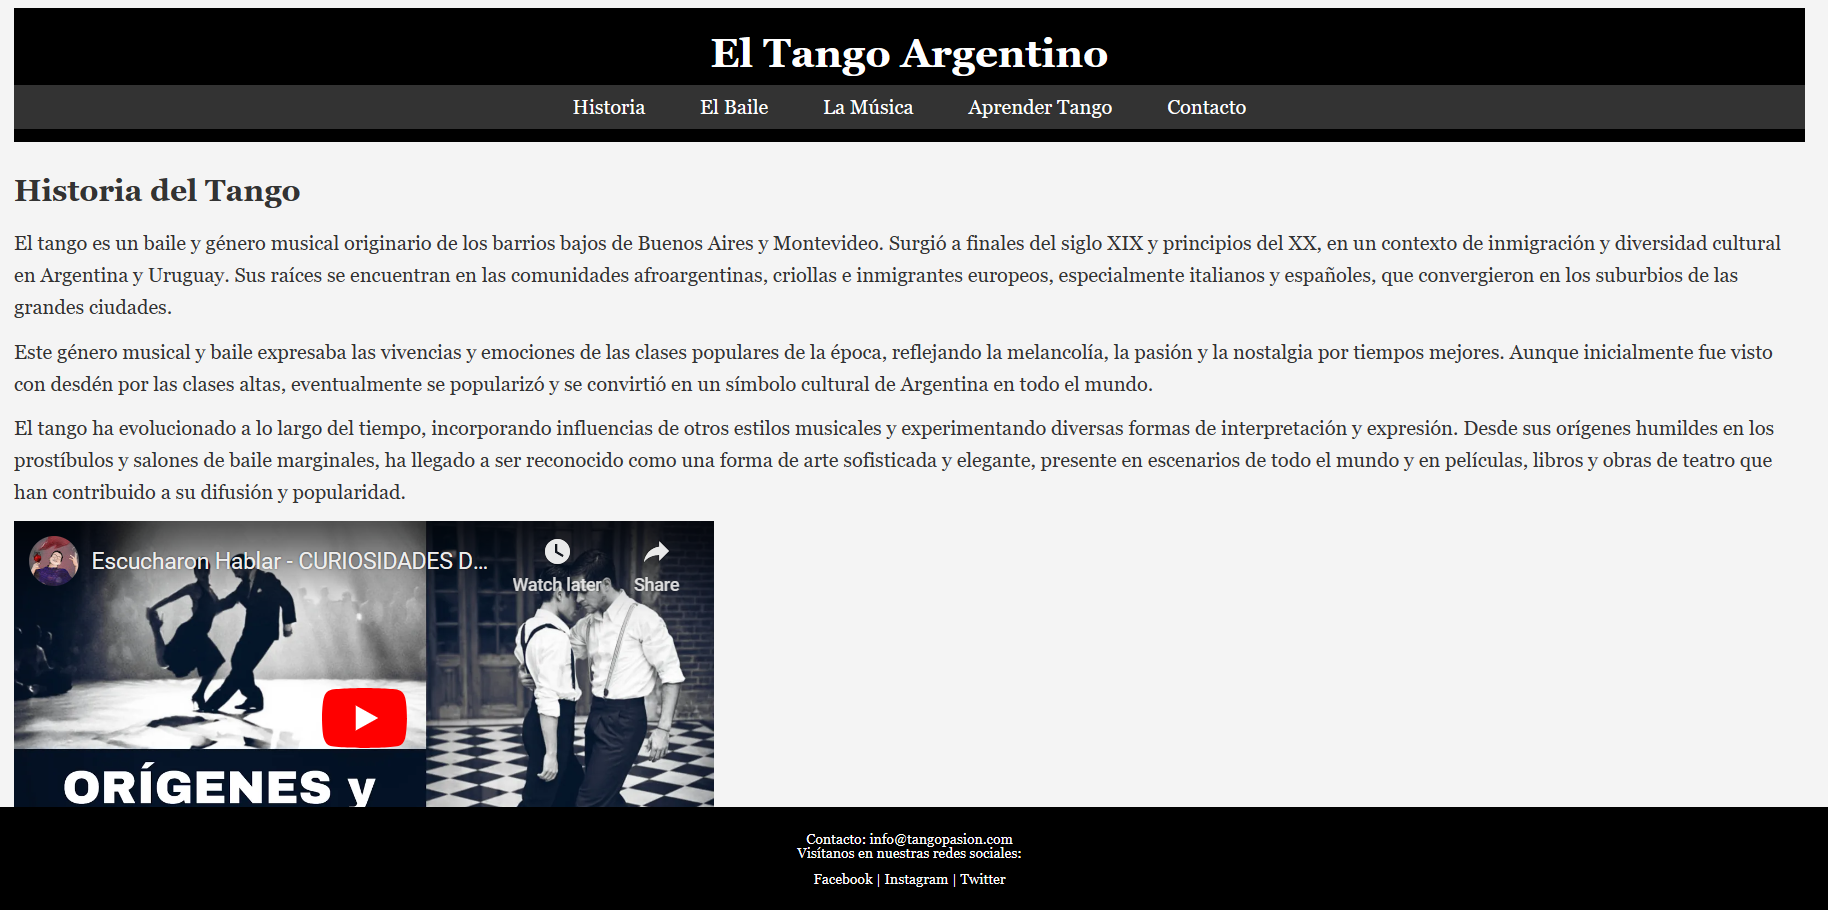 El Tango Argentino
Historia El Baile La Música Aprender Tango Contacto
Historia del Tango
El tango es un baile y género musical originario de los barrios bajos de Buenos Aires y Montevideo. Surgió a finales del siglo XIX y principios del XX, en un contexto de inmigración y diversidad cultural
en Argentina y Uruguay. Sus raíces se encuentran en las comunidades afroargentinas, criollas e inmigrantes europeos, especialmente italianos y españoles, que convergieron en los suburbios de las
grandes ciudades.
Este género musical y baile expresaba las vivencias y emociones de las clases populares de la época, reflejando la melancolía, la pasión y la nostalgia por tiempos mejores. Aunque inicialmente fue visto
con desdén por las clases altas, eventualmente se popularizó y se convirtió en un símbolo cultural de Argentina en todo el mundo.
El tango ha evolucionado a lo largo del tiempo, incorporando influencias de otros estilos musicales y experimentando diversas formas de interpretación y expresión. Desde sus orígenes humildes en los
prostíbulos y salones de baile marginales, ha llegado a ser reconocido como una forma de arte sofisticada y elegante, presente en escenarios de todo el mundo y en películas, libros y obras de teatro que
han contribuido a su difusión y popularidad.
Escucharon Hablar - CURIOSIDADES D...
Watch later Share
ORÍGENES y
Contacto: info@tangopasion.com
Visítanos en nuestras redes sociales:
Facebook | Instagram | Twitter